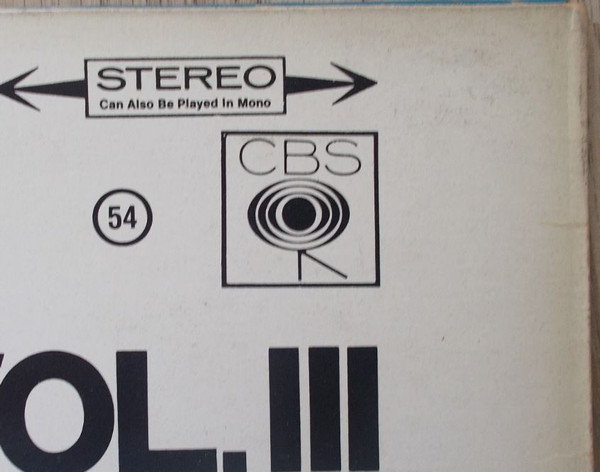 STEREO
Can Also Be Played In Mono
CBS
54
VOL. III